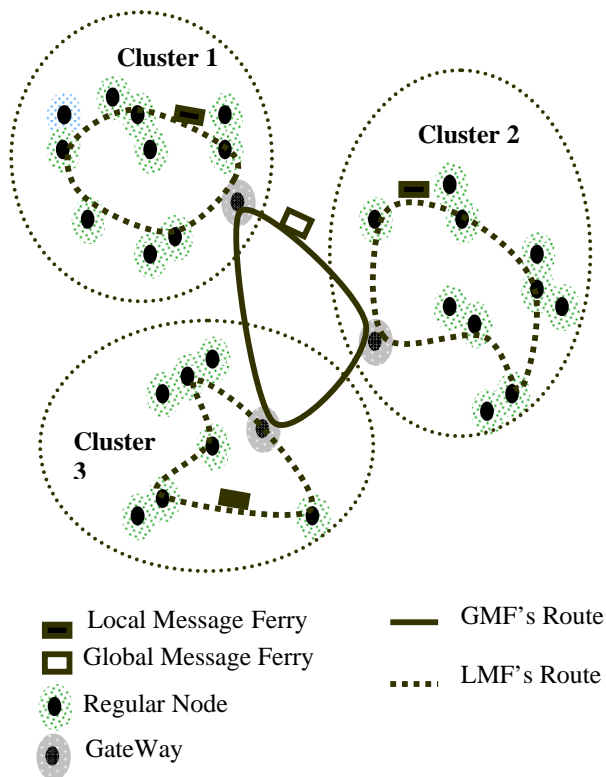 Cluster 1
Cluster 2
Cluster
3
Local Message Ferry
Global Message Ferry
Regular Node
GateWay
GMF's Route
LMF's Route